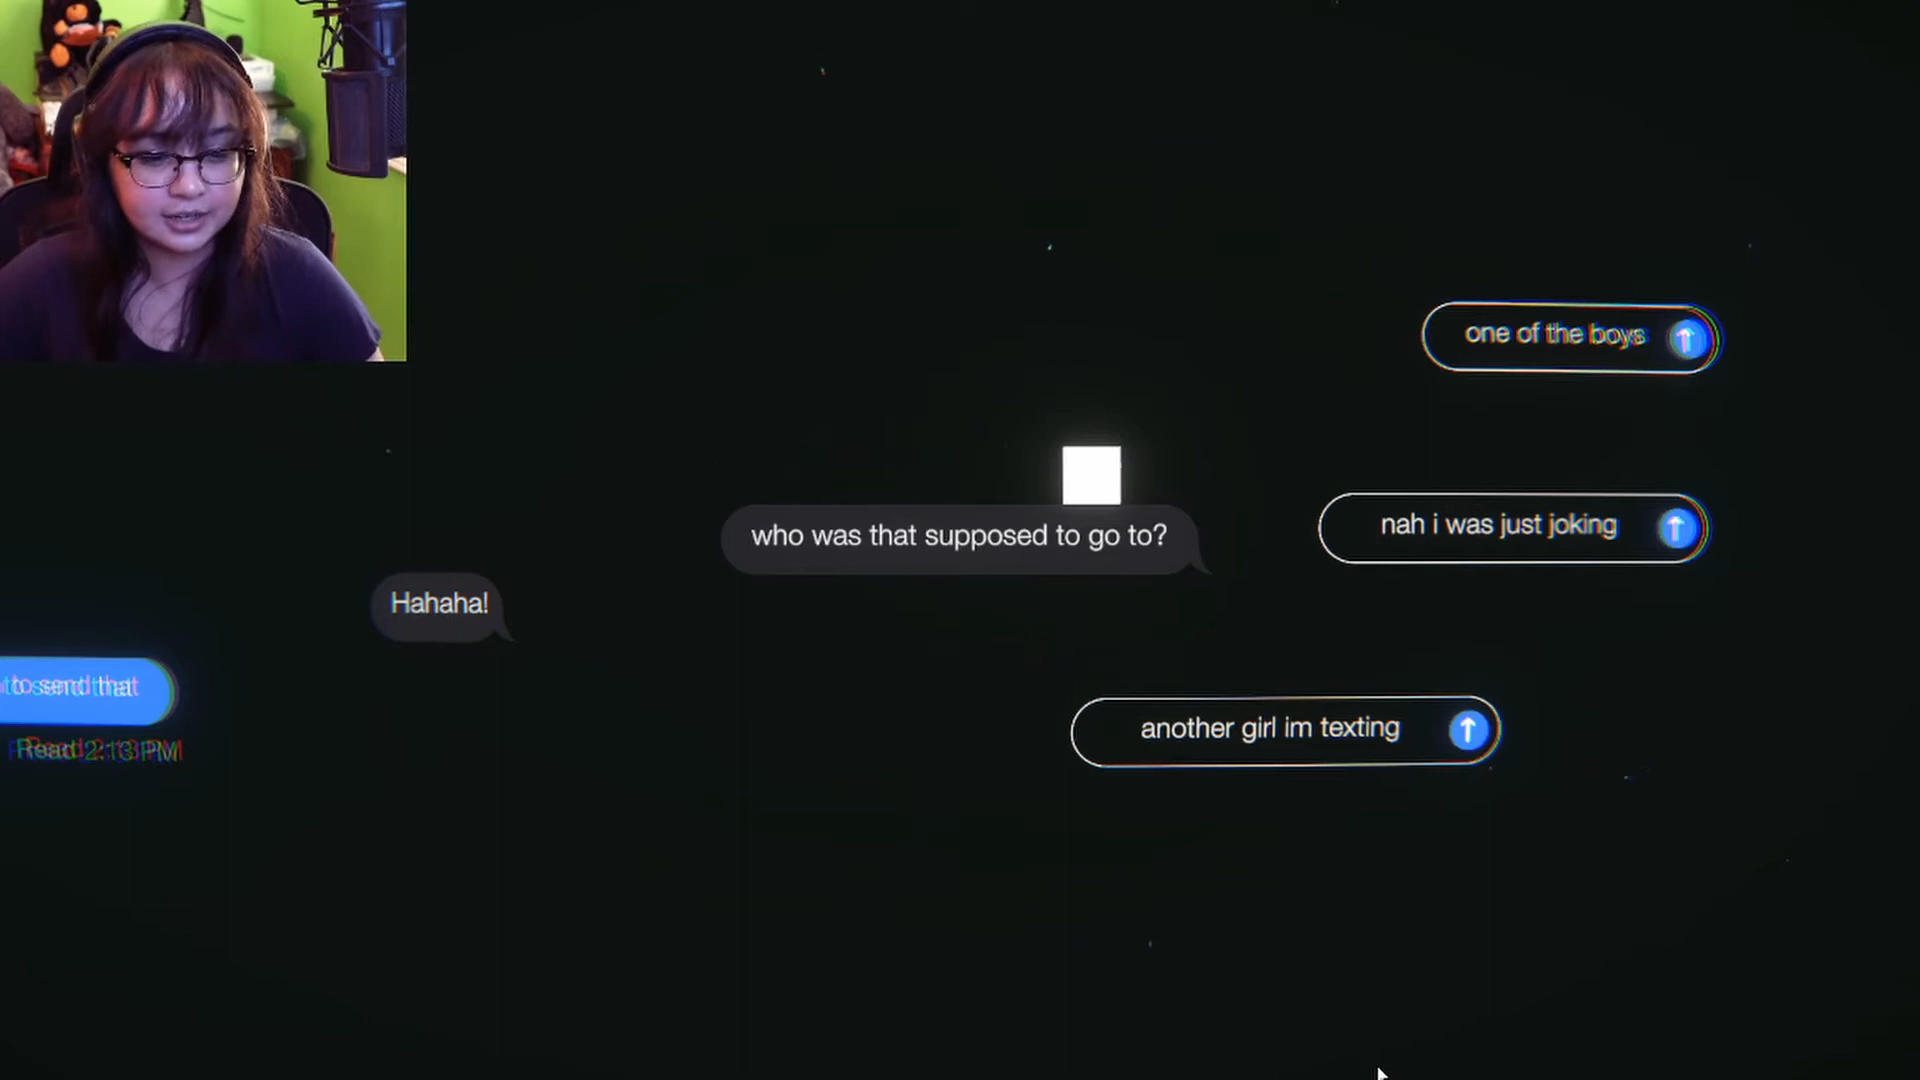 one of the boys
who was that supposed to go to?
nah i was just joking
Hahaha!
to send that
Read 2:13 PM
another girl im texting